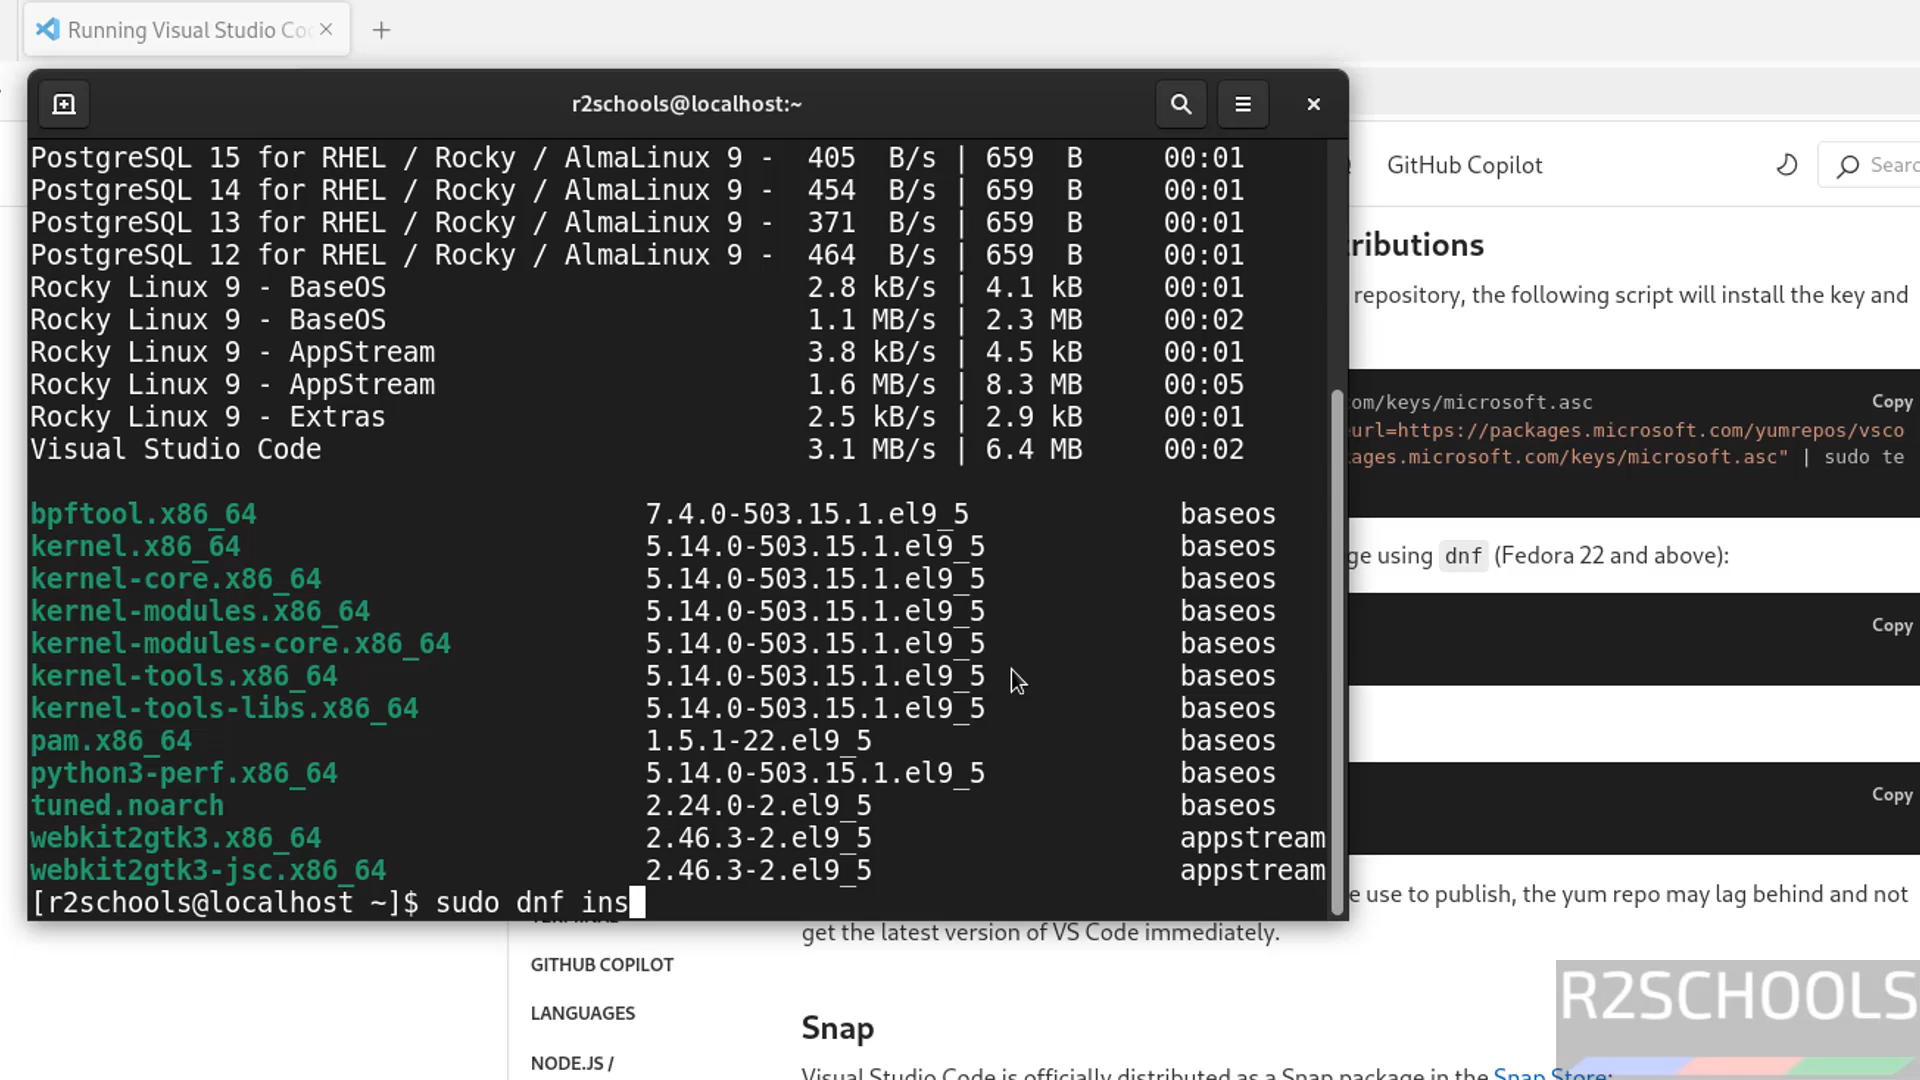 Running Visual Studio Co
r2schools@localhost:~
PostgreSQL 15 for RHEL / Rocky / AlmaLinux 9 - 405 B/s | 659 B 00:01
PostgreSQL 14 for RHEL / Rocky / AlmaLinux 9 - 454 B/s | 659 B 00:01
PostgreSQL 13 for RHEL / Rocky / AlmaLinux 9 - 371 B/s | 659 B 00:01
PostgreSQL 12 for RHEL / Rocky / AlmaLinux 9 - 464 B/s | 659 B 00:01
Rocky Linux 9 - BaseOS 2.8 kB/s | 4.1 kB 00:01
Rocky Linux 9 - BaseOS 1.1 MB/s | 2.3 MB 00:02
Rocky Linux 9 - AppStream 3.8 kB/s | 4.5 kB 00:01
Rocky Linux 9 - AppStream 1.6 MB/s | 8.3 MB 00:05
Rocky Linux 9 - Extras 2.5 kB/s | 2.9 kB 00:01
Visual Studio Code 3.1 MB/s | 6.4 MB 00:02
bpftool.x86_64 7.4.0-503.15.1.el9_5 baseos
kernel.x86_64 5.14.0-503.15.1.el9_5 baseos
kernel-core.x86_64 5.14.0-503.15.1.el9_5 baseos
kernel-modules.x86_64 5.14.0-503.15.1.el9_5 baseos
kernel-modules-core.x86_64 5.14.0-503.15.1.el9_5 baseos
kernel-tools.x86_64 5.14.0-503.15.1.el9_5 baseos
kernel-tools-libs.x86_64 5.14.0-503.15.1.el9_5 baseos
pam.x86_64 1.5.1-22.el9_5 baseos
python3-perf.x86_64 5.14.0-503.15.1.el9_5 baseos
tuned.noarch 2.24.0-2.el9_5 baseos
webkit2gtk3.x86_64 2.46.3-2.el9_5 appstream
webkit2gtk3-jsc.x86_64 2.46.3-2.el9_5 appstream
[r2schools@localhost ~]$ sudo dnf ins
GitHub Copilot
Searc
ributions
repository, the following script will install the key and
om/keys/microsoft.asc
Copy
eurl=https://packages.microsoft.com/yumrepos/vsco
ages.microsoft.com/keys/microsoft.asc" | sudo te
ge using dnf (Fedora 22 and above):
Copy
Copy
e use to publish, the yum repo may lag behind and not
get the latest version of VS Code immediately.
GITHUB COPILOT
LANGUAGES
NODE.JS /
Snap
Visual Studio Code is officially distributed as a Snap package in the Snap Store:
R2SCHOOLS